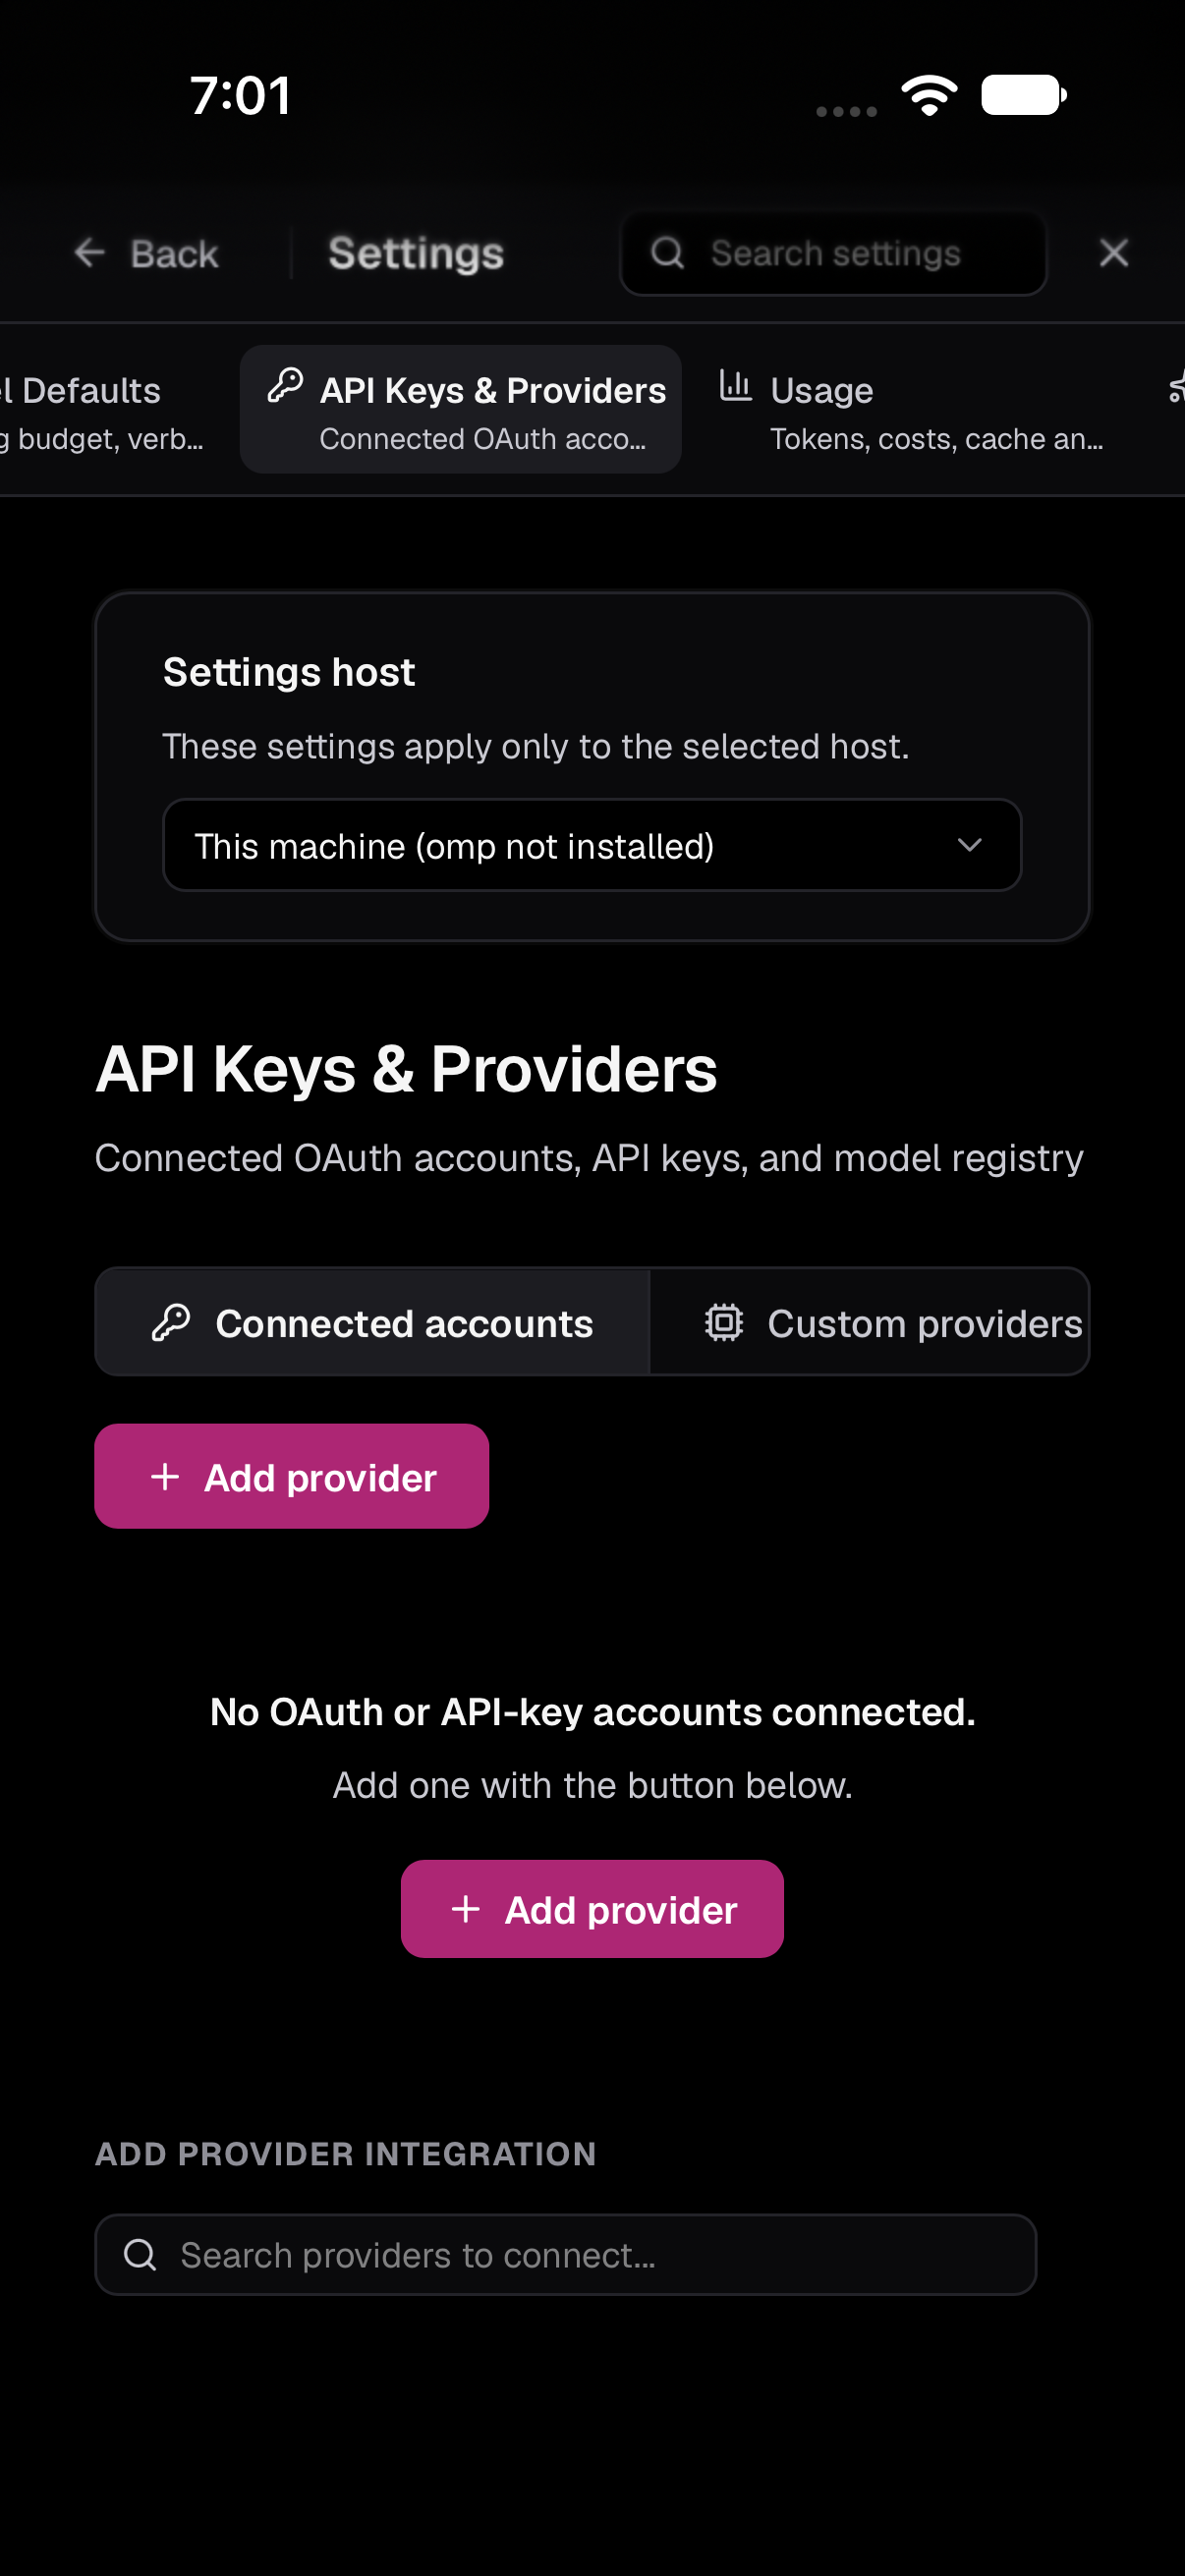 7:01
Back
Settings
Search settings
l Defaults
API Keys & Providers
Usage
g budget, verb...
Connected OAuth acco...
Tokens, costs, cache an...
Settings host
These settings apply only to the selected host.
This machine (omp not installed)
API Keys & Providers
Connected OAuth accounts, API keys, and model registry
Connected accounts
Custom providers
Add provider
No OAuth or API-key accounts connected.
Add one with the button below.
Add provider
ADD PROVIDER INTEGRATION
Search providers to connect...